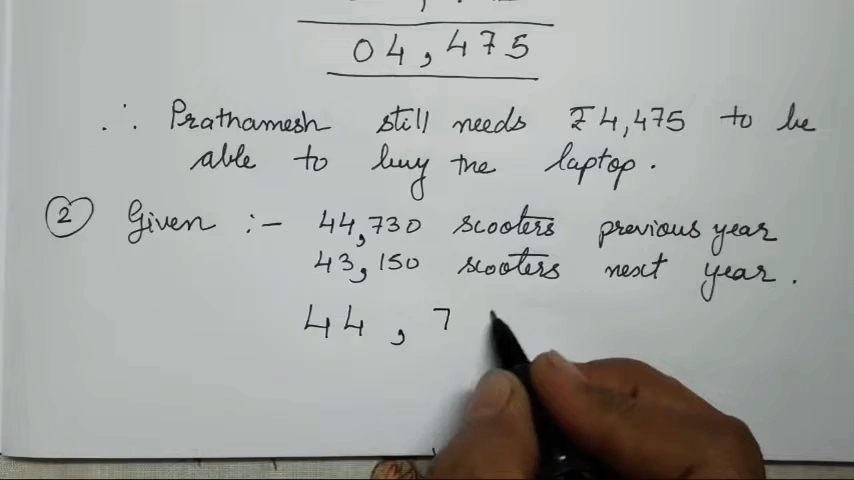 04,475
∴ Prathamesh still needs ₹4,475 to be
able to buy the laptop.
② Given :- 44,730 scooters previous year
43,150 scooters next year.
44,7